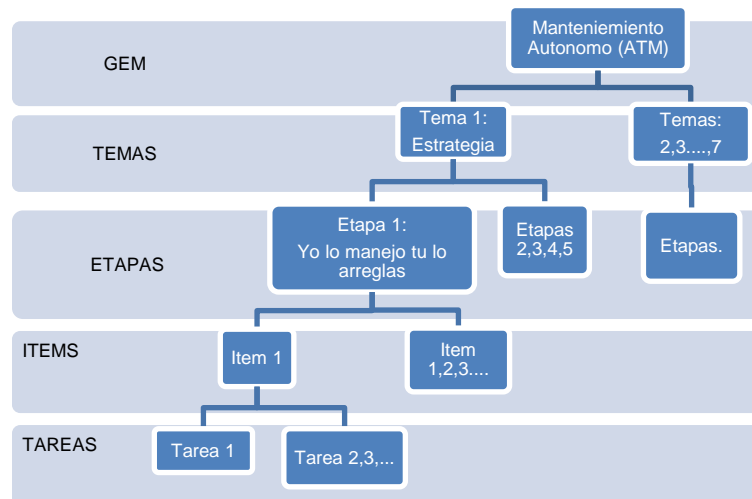 GEM
Manteniemiento
Autonomo (ATM)
TEMAS
Tema 1:
Estrategia
Temas:
2,3....,7
ETAPAS
Etapa 1:
Yo lo manejo tu lo
arreglas
Etapas
2,3,4,5
Etapas.
ITEMS
Item 1
Item
1,2,3....
TAREAS
Tarea 1
Tarea 2,3,...